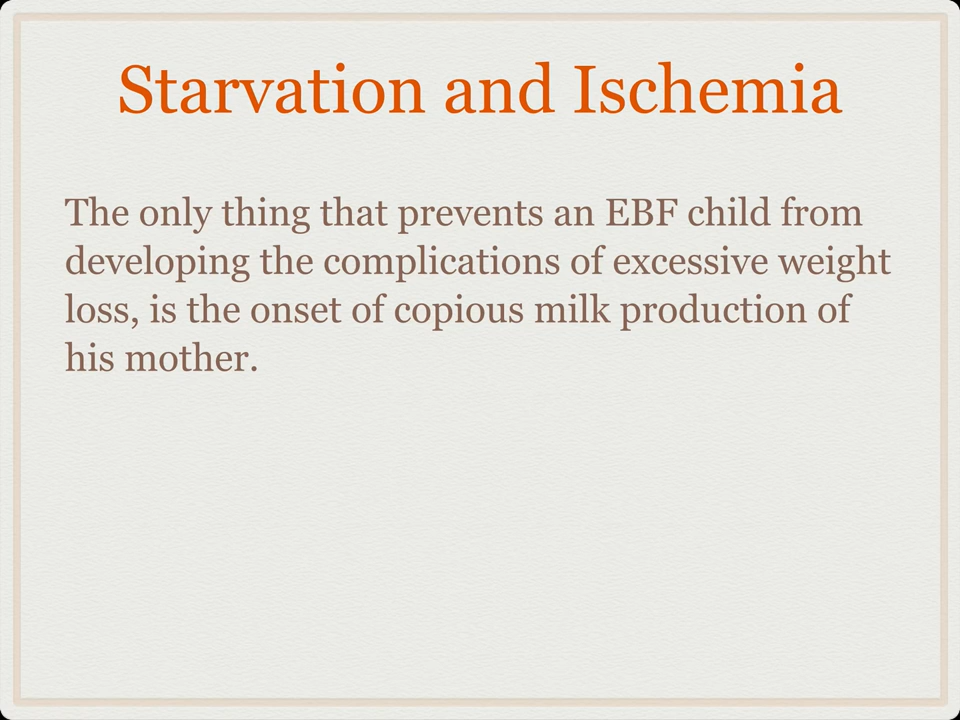 Starvation and Ischemia
The only thing that prevents an EBF child from
developing the complications of excessive weight
loss, is the onset of copious milk production of
his mother.